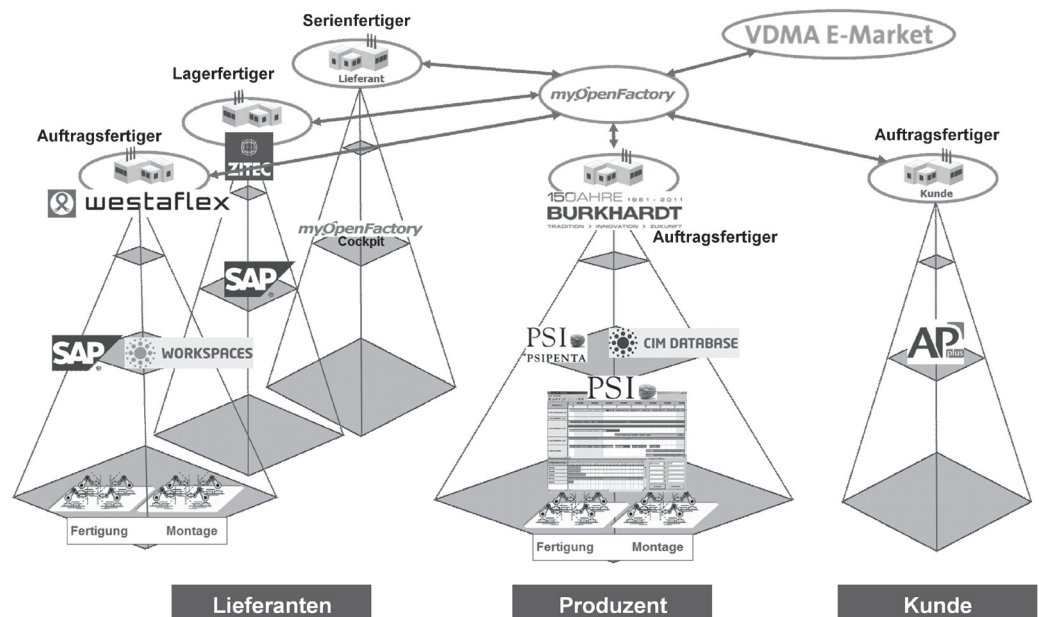 Serienfertiger
VDMA E-Market
Lieferant
Lagerfertiger
myOpenFactory
Auftragsfertiger
Auftragsfertiger
ZITEC
Kunde
westaflex
150 JAHRE 1861 - 2011
BURKHARDT
TRADITION > INNOVATION > ZUKUNFT
myOpenFactory
Cockpit
Auftragsfertiger
SAP®
PSI
PSIPENTA
CIM DATABASE
AP plus
SAP®
WORKSPACES
PSI
Fertigung Montage
Fertigung Montage
Lieferanten
Produzent
Kunde